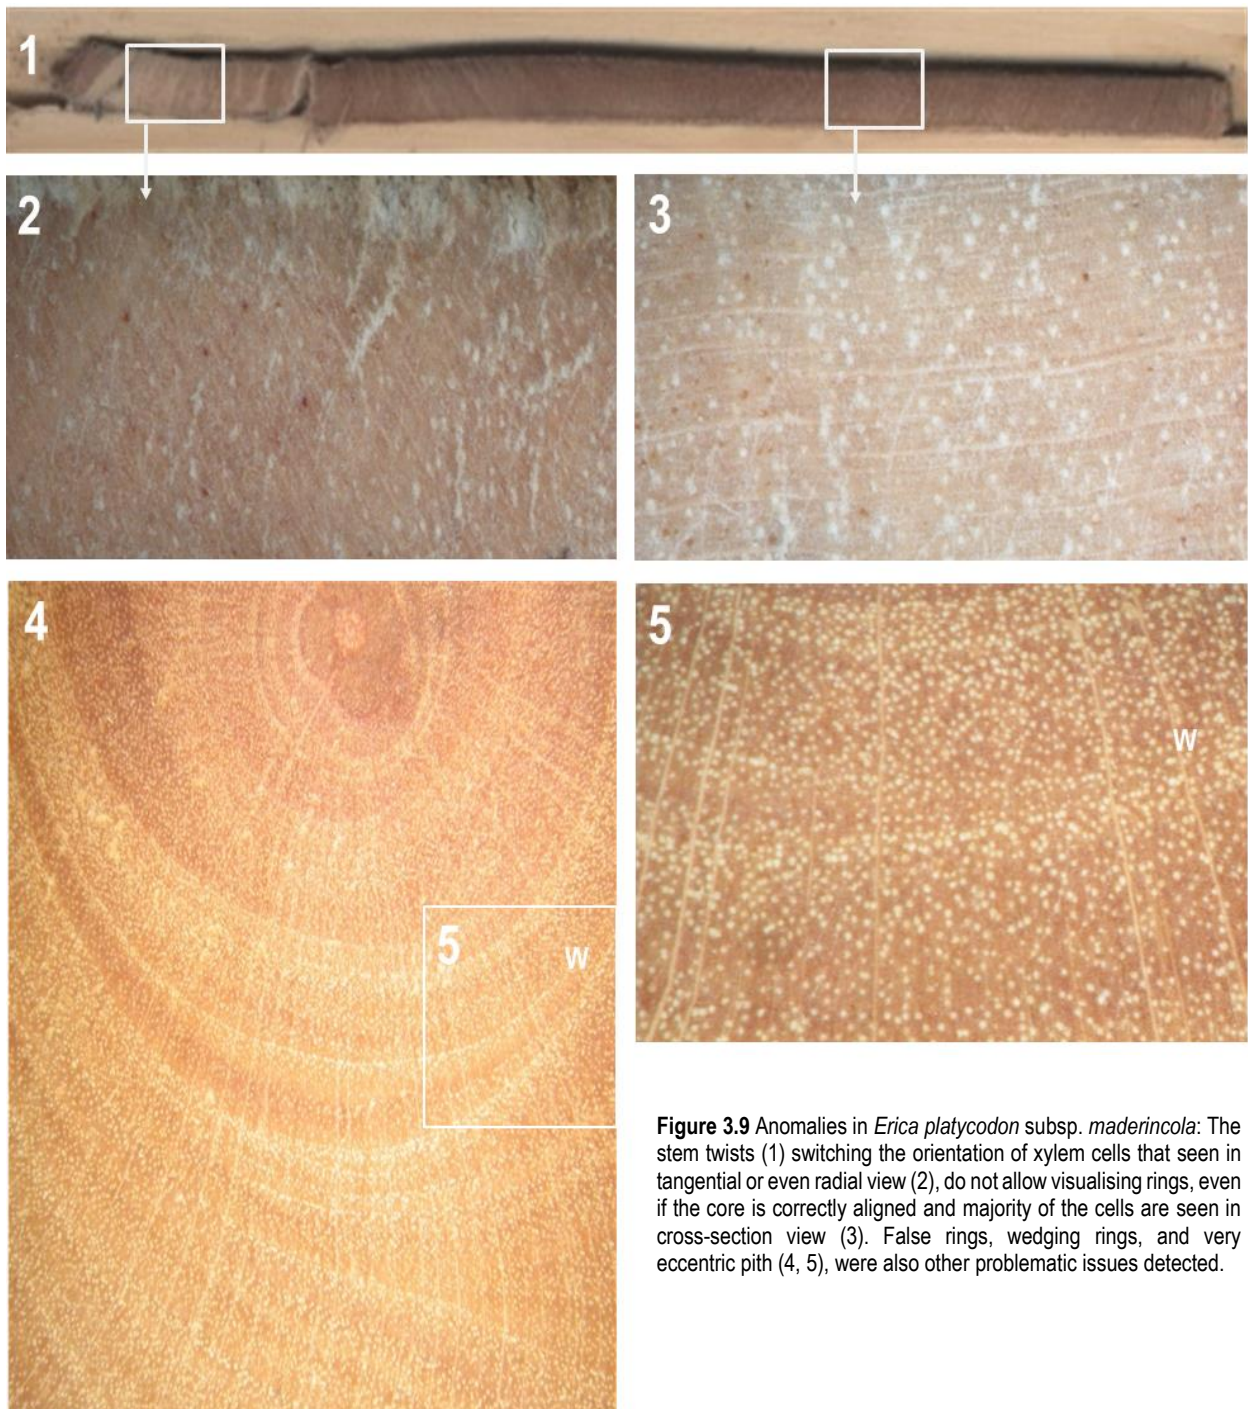 1
2
3
4
5
5
W
W
Figure 3.9 Anomalies in Erica platycodon subsp. maderincola: The
stem twists (1) switching the orientation of xylem cells that seen in
tangential or even radial view (2), do not allow visualising rings, even
if the core is correctly aligned and majority of the cells are seen in
cross-section view (3). False rings, wedging rings, and very
eccentric pith (4, 5), were also other problematic issues detected.